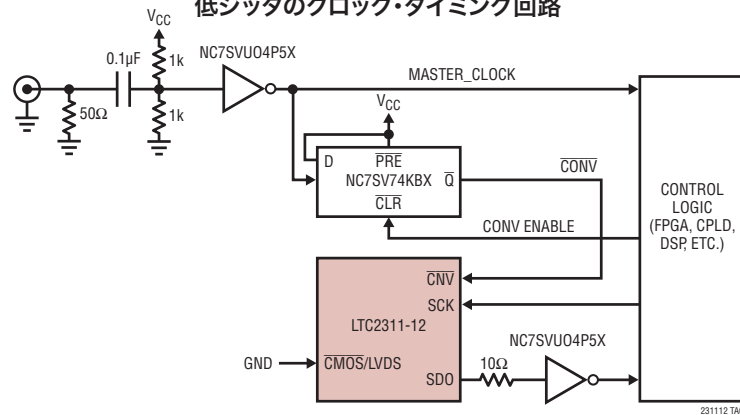 低ジッタのクロック・タイミング回路
VCC
0.1µF
1k
NC7SVUO4P5X
MASTER_CLOCK
50Ω
1k
VCC
D
PRE
NC7SV74KBX
Q
CLR
CONV
CONV ENABLE
CONTROL
LOGIC
(FPGA, CPLD,
DSP, ETC.)
CNV
SCK
LTC2311-12
NC7SVUO4P5X
GND
CMOS/LVDS
10Ω
SDO